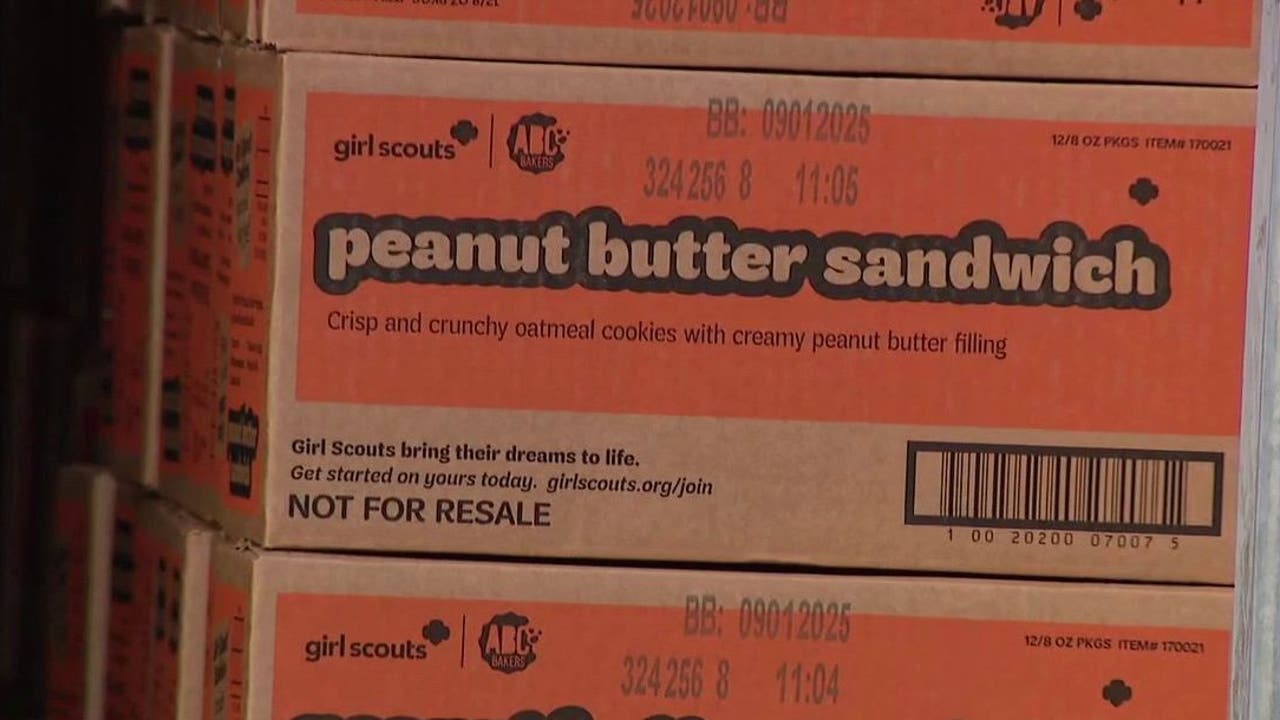 BB: 09012025
girl scouts
ABC
BAKERS
BB: 09012025
12/8 OZ PKGS ITEM# 170021
324256 8 11:05
peanut butter sandwich
Crisp and crunchy oatmeal cookies with creamy peanut butter filling
Girl Scouts bring their dreams to life.
Get started on yours today. girlscouts.org/join
NOT FOR RESALE
1 00 20200 07007 5
girl scouts
ABC
BAKERS
BB: 09012025
12/8 OZ PKGS ITEM# 170021
324256 8 11:04